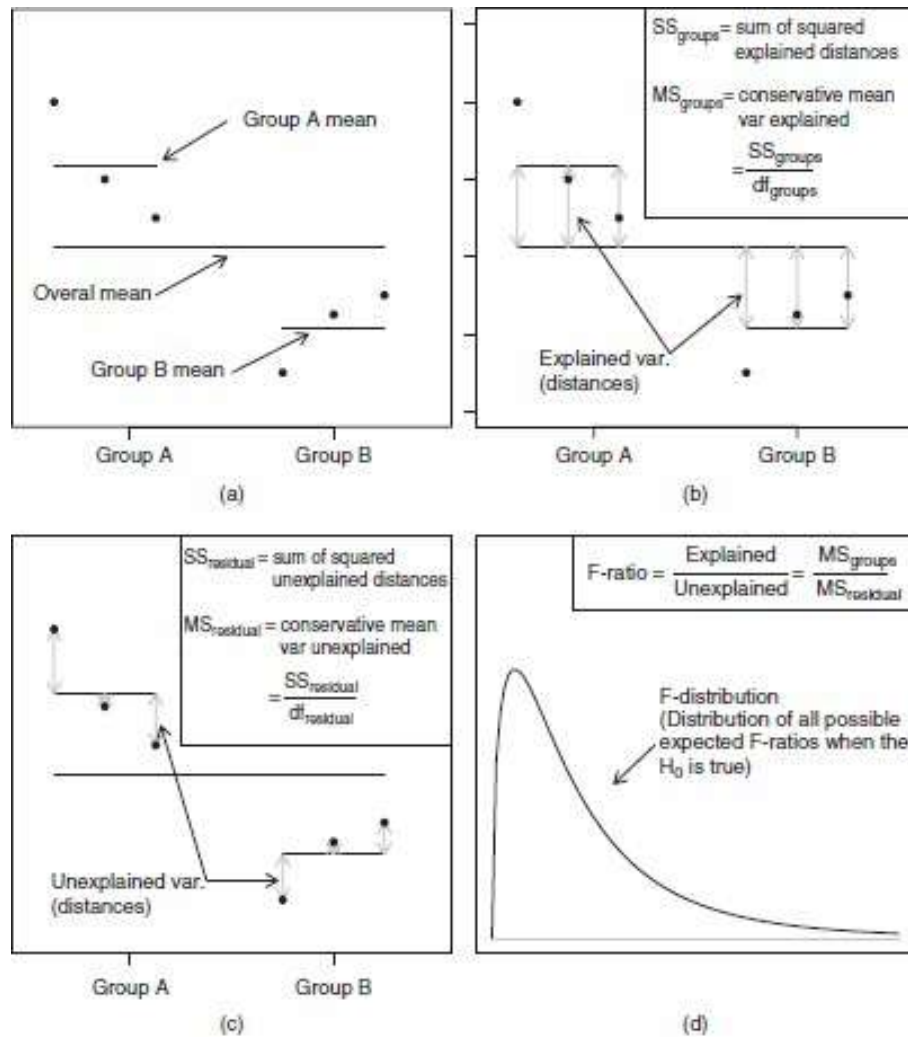 Group A mean
Overal mean
Group B mean
Group A Group B
(a)
SSgroups = sum of squared
explained distances
MSgroups = conservative mean
var explained
= SSgroups
dfgroups
Explained var.
(distances)
Group A Group B
(b)
SSresidual = sum of squared
unexplained distances
MSresidual = conservative mean
var unexplained
= SSresidual
dfresidual
Unexplained var.
(distances)
Group A Group B
(c)
F-ratio = Explained / Unexplained = MSgroups / MSresidual
F-distribution
(Distribution of all possible
expected F-ratios when the
H0 is true)
(d)